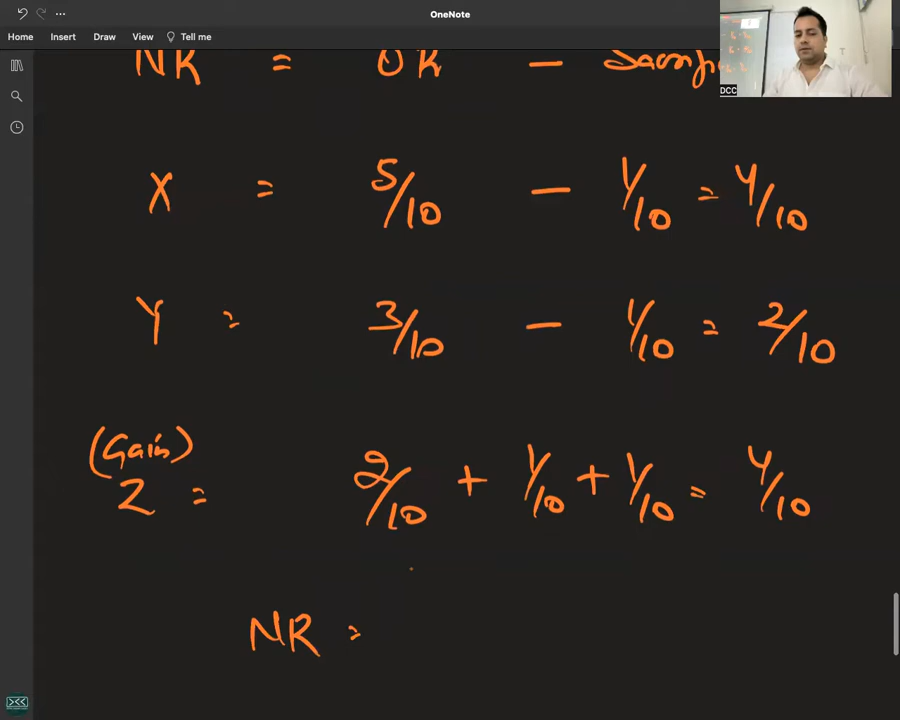 OneNote
Home Insert Draw View Tell me
NR = OR -
DCC
X = 5/10 - 1/10 = 4/10
Y = 3/10 - 1/10 = 2/10
(Gain)
Z = 2/10 + 1/10 + 1/10 = 4/10
NR =